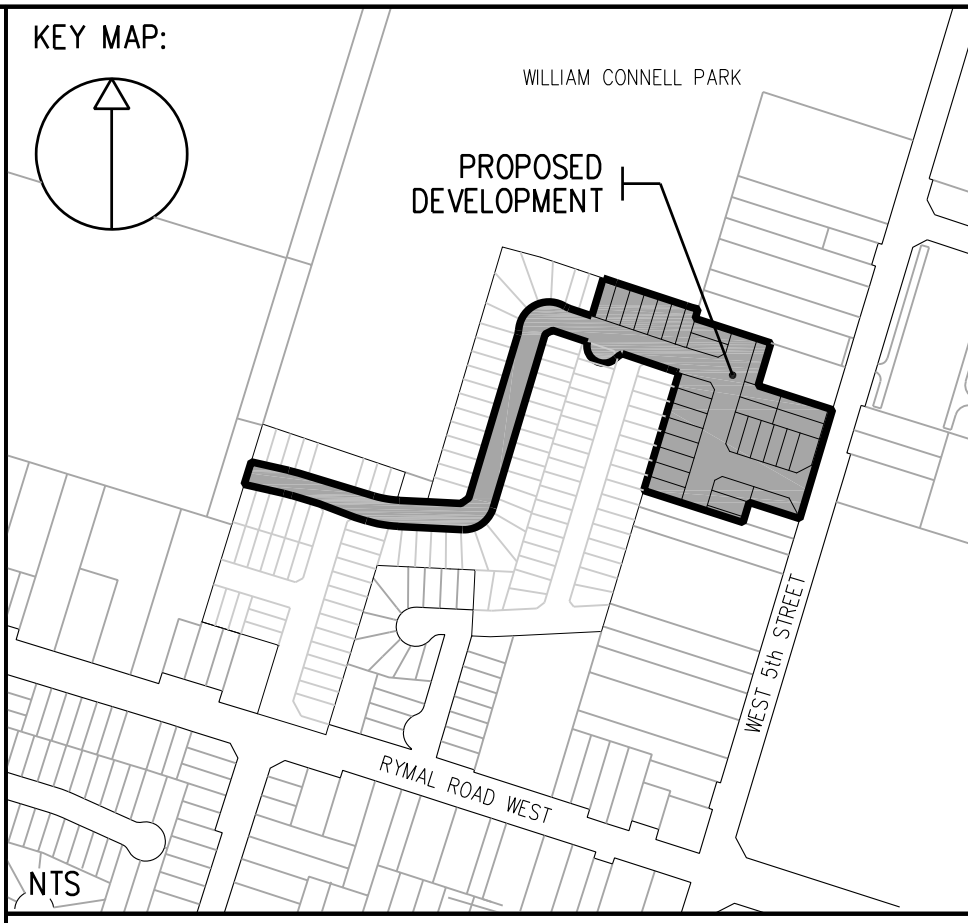 KEY MAP:
WILLIAM CONNELL PARK
PROPOSED
DEVELOPMENT
WEST 5th STREET
RYMAL ROAD WEST
NTS